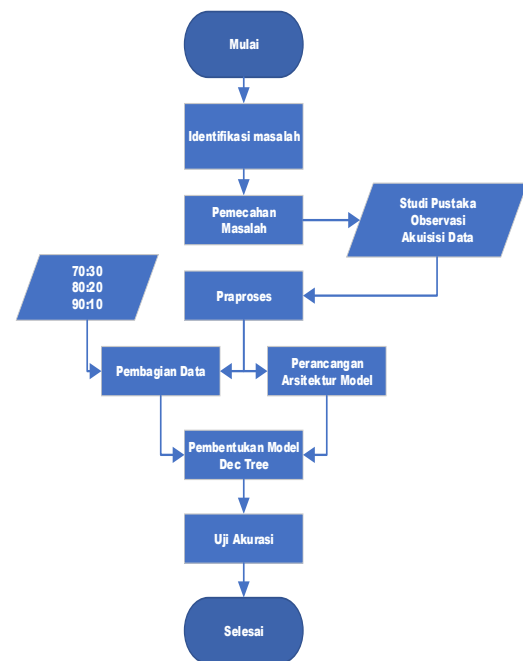 Mulai
Identifikasi masalah
Pemecahan
Masalah
Studi Pustaka
Observasi
Akuisisi Data
70:30
80:20
90:10
Praproses
Pembagian Data
Perancangan
Arsitektur Model
Pembentukan Model
Dec Tree
Uji Akurasi
Selesai